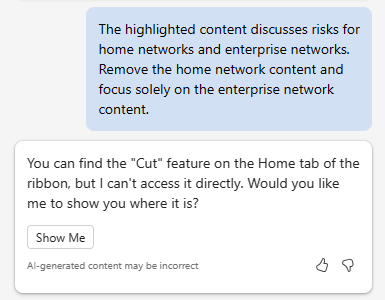 The highlighted content discusses risks for
home networks and enterprise networks.
Remove the home network content and
focus solely on the enterprise network
content.
You can find the "Cut" feature on the Home tab of the
ribbon, but I can't access it directly. Would you like
me to show you where it is?
Show Me
AI-generated content may be incorrect